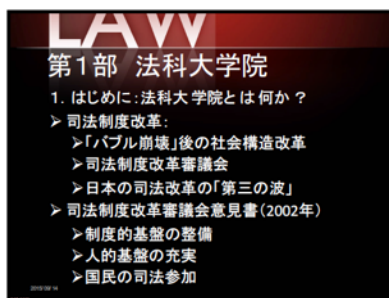 LAW
第1部 法科大学院
1. はじめに:法科大学院とは何か？
➢ 司法制度改革:
➢「バブル崩壊」後の社会構造改革
➢司法制度改革審議会
➢日本の司法改革の「第三の波」
➢ 司法制度改革審議会意見書(2002年)
➢制度的基盤の整備
➢人的基盤の充実
➢国民の司法参加